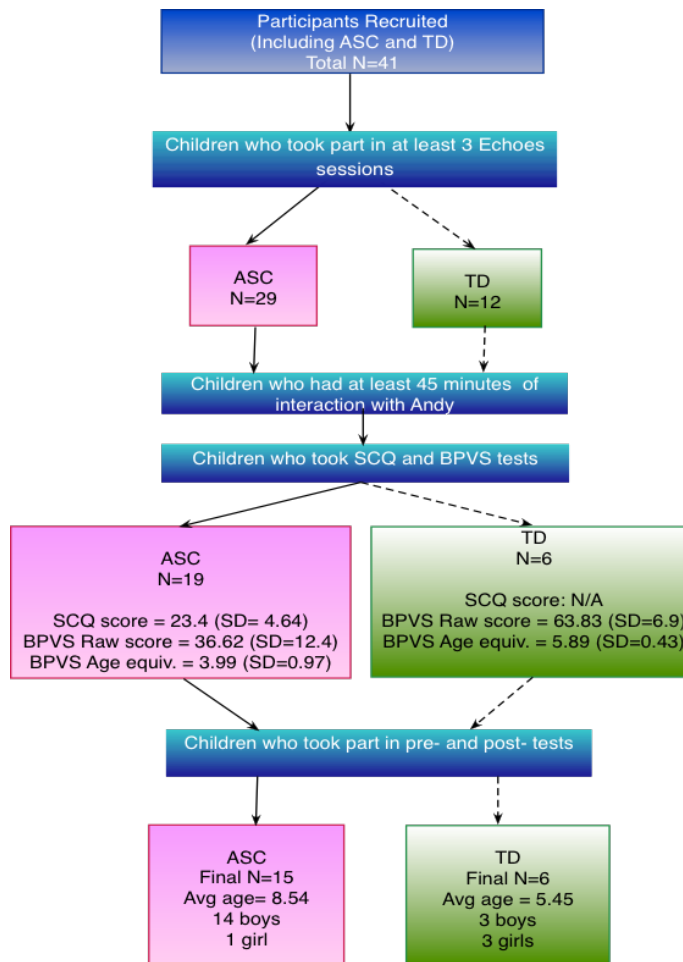 Participants Recruited
(Including ASC and TD)
Total N=41
Children who took part in at least 3 Echoes
sessions
ASC
N=29
TD
N=12
Children who had at least 45 minutes of
interaction with Andy
Children who took SCQ and BPVS tests
ASC
N=19
SCQ score = 23.4 (SD= 4.64)
BPVS Raw score = 36.62 (SD=12.4)
BPVS Age equiv. = 3.99 (SD=0.97)
TD
N=6
SCQ score: N/A
BPVS Raw score = 63.83 (SD=6.9)
BPVS Age equiv. = 5.89 (SD=0.43)
Children who took part in pre- and post- tests
ASC
Final N=15
Avg age= 8.54
14 boys
1 girl
TD
Final N=6
Avg age = 5.45
3 boys
3 girls